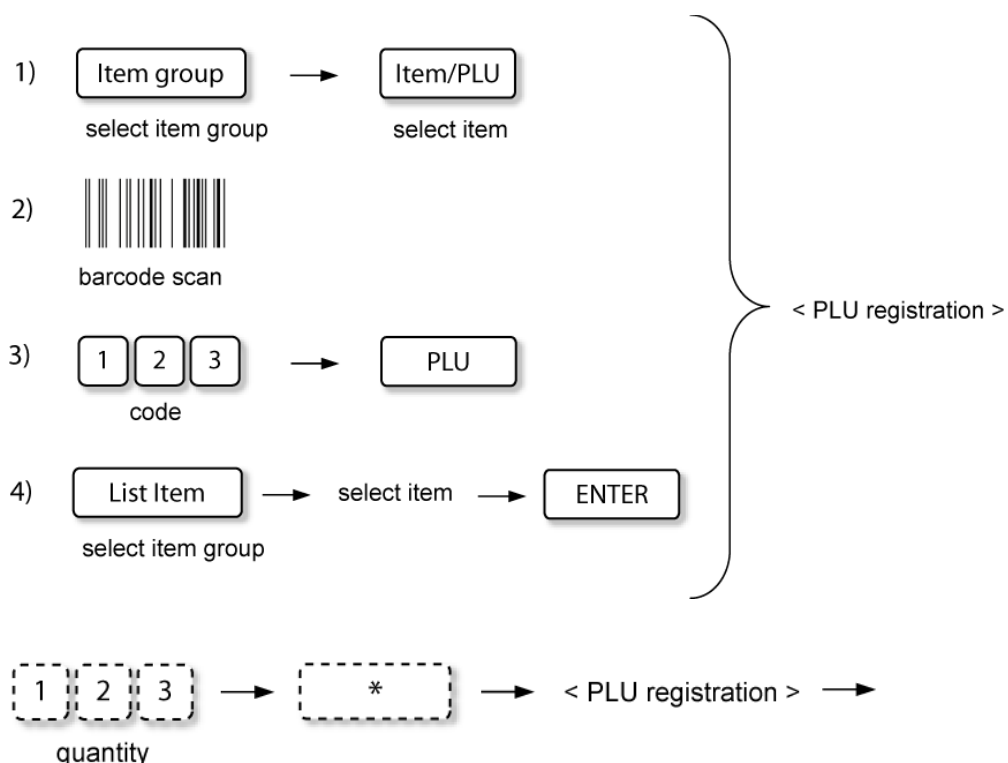 1) Item group → Item/PLU
select item group select item
2)
barcode scan
< PLU registration >
3) 1 2 3 → PLU
code
4) List Item → select item → ENTER
select item group
1 2 3 → * → < PLU registration > →
quantity